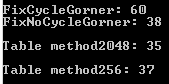 FixCycleGorner: 60
FixNoCycleGorner: 38
Table method2048: 35
Table method256: 37